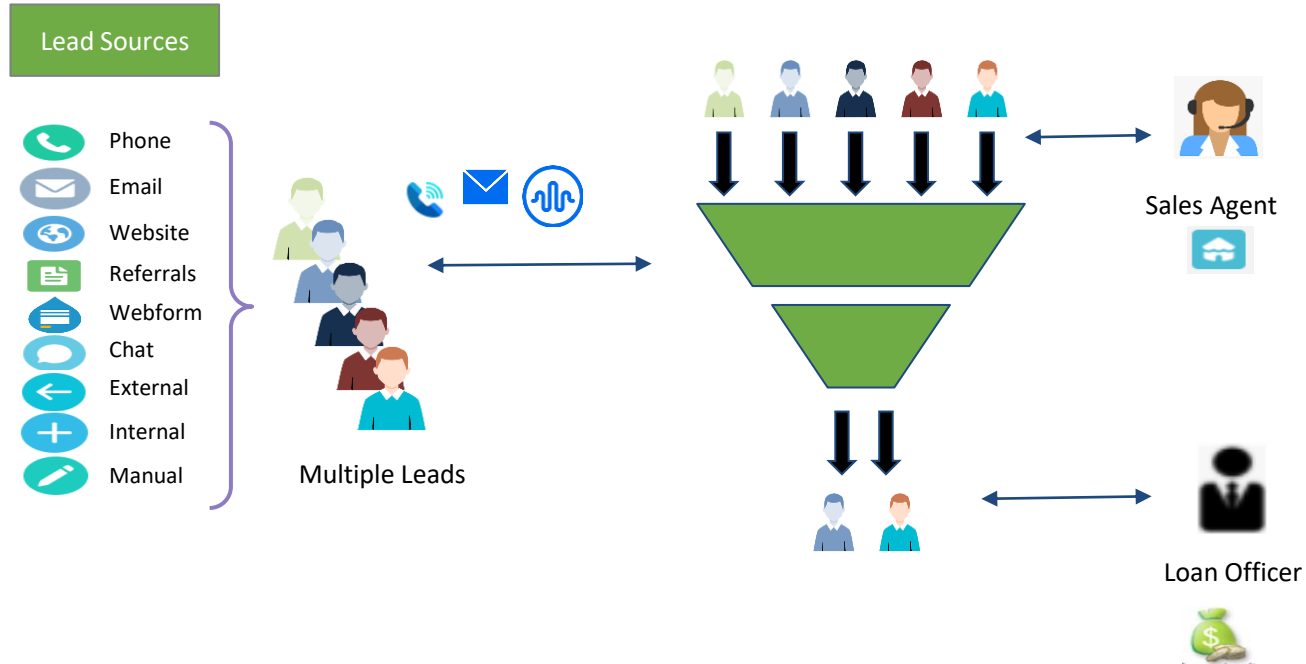 Lead Sources
Phone
Email
Website
Referrals
Webform
Chat
External
Internal
Manual
Multiple Leads
Sales Agent
Loan Officer
$